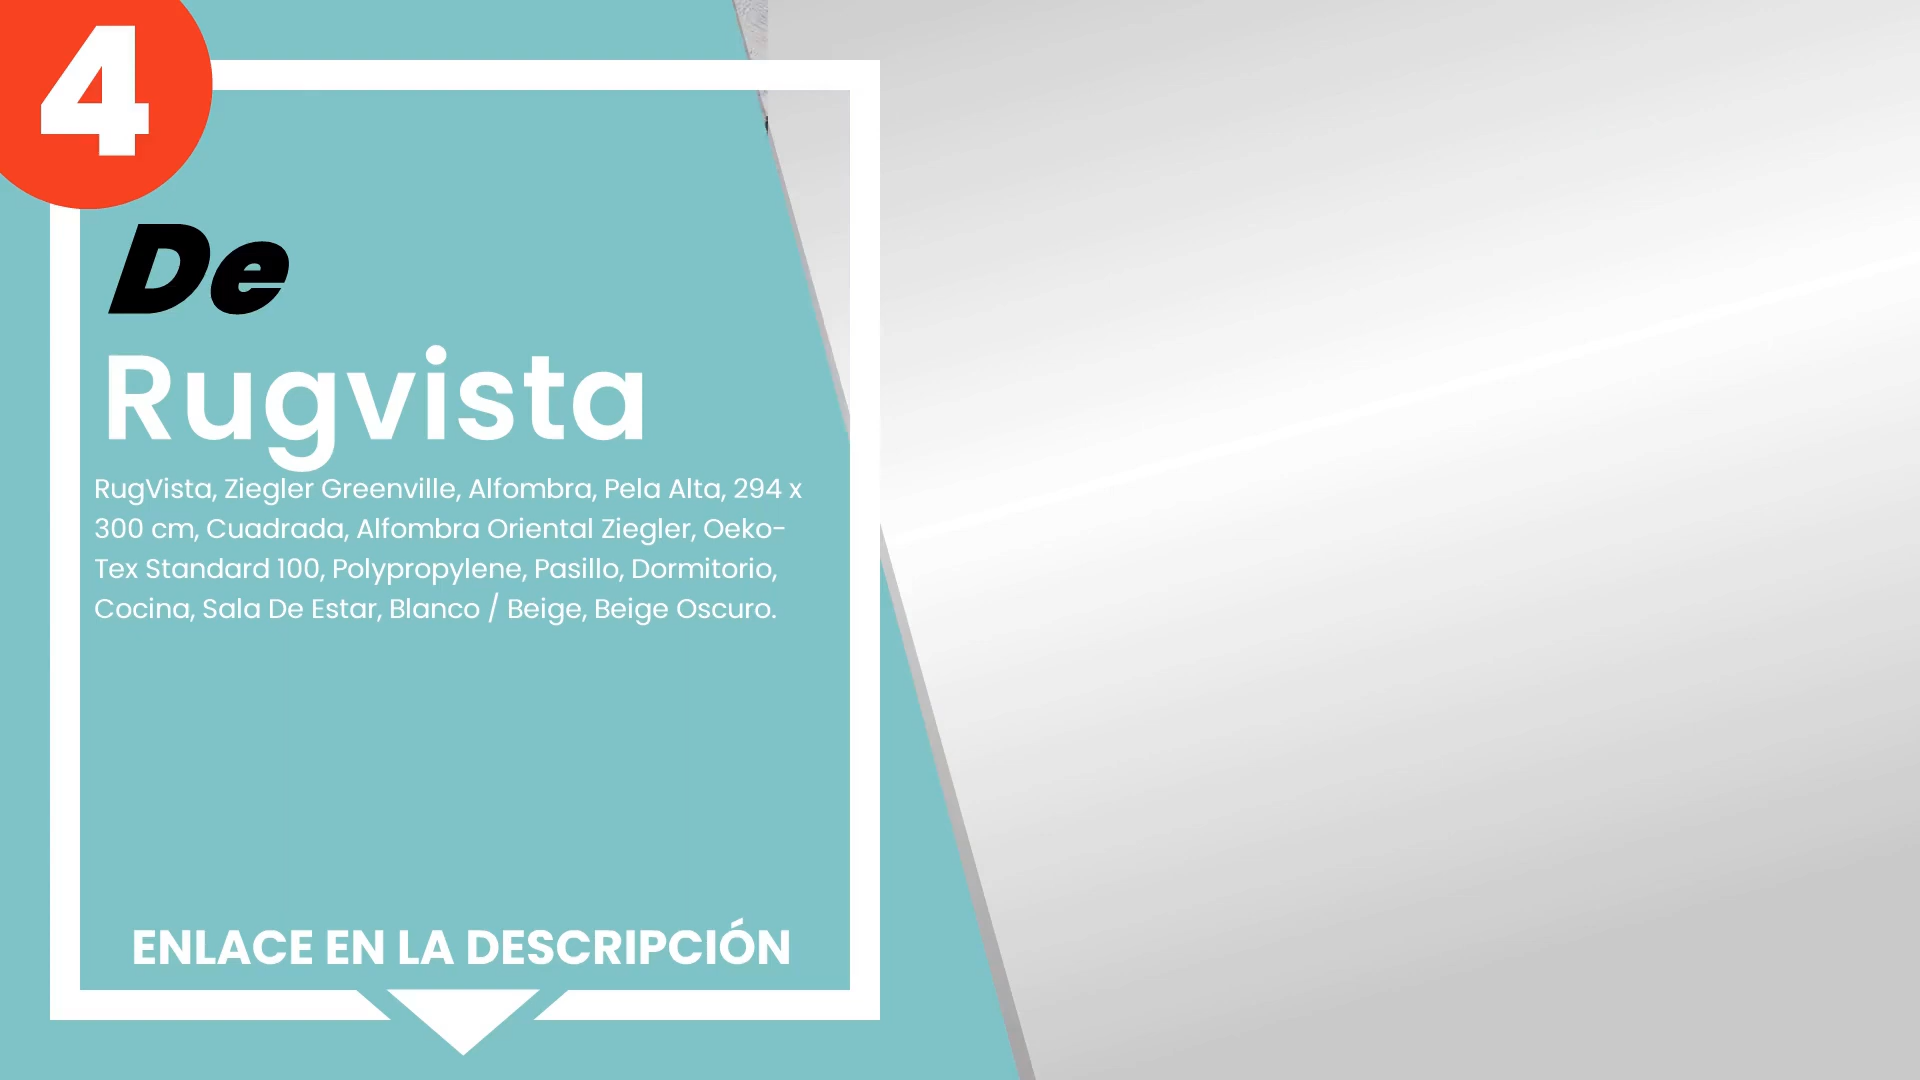 4
De
Rugvista
RugVista, Ziegler Greenville, Alfombra, Pela Alta, 294 x
300 cm, Cuadrada, Alfombra Oriental Ziegler, Oeko-
Tex Standard 100, Polypropylene, Pasillo, Dormitorio,
Cocina, Sala De Estar, Blanco / Beige, Beige Oscuro.
ENLACE EN LA DESCRIPCIÓN